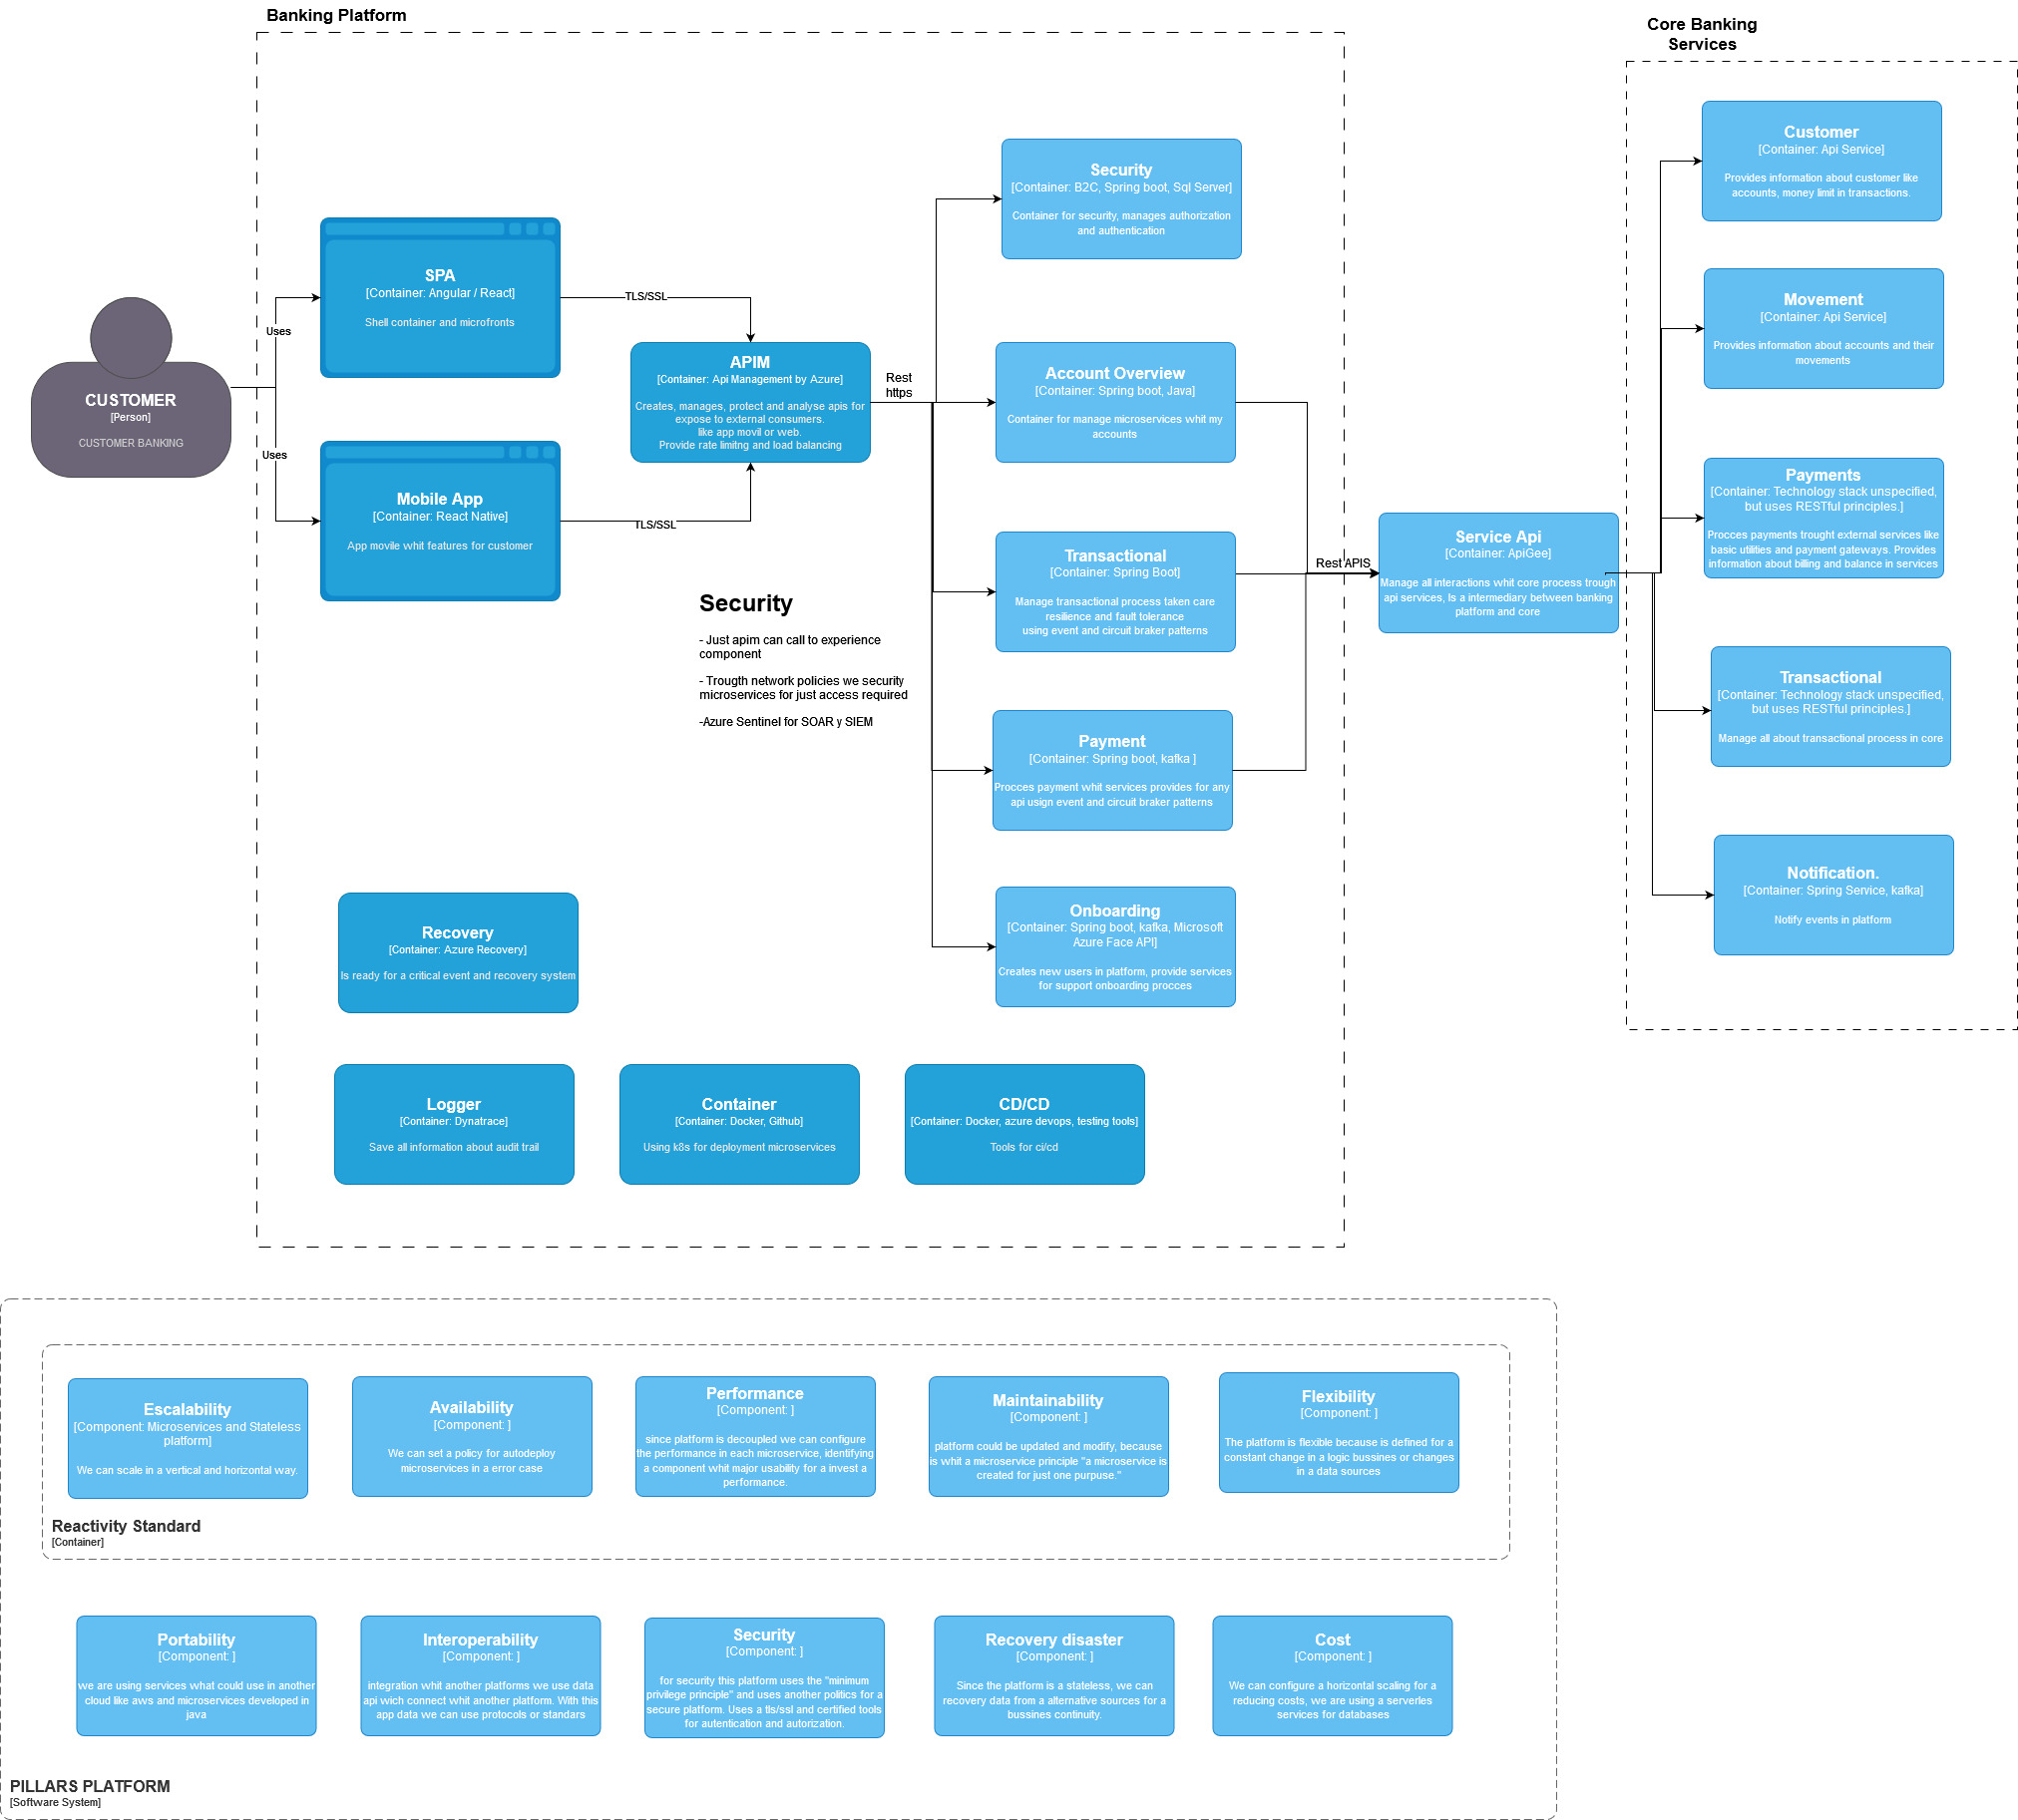 Banking Platform
Core Banking
Services
CUSTOMER
[Person]
CUSTOMER BANKING
Uses
Uses
SPA
[Container: Angular / React]
Shell container and microfronts
Mobile App
[Container: React Native]
App movile whit features for customer
TLS/SSL
TLS/SSL
APIM
[Container: Api Management by Azure]
Creates, manages, protect and analyse apis for
expose to external consumers.
like app movil or web.
Provide rate limitng and load balancing
Rest
https
Security
- Just apim can call to experience
component
- Trougth network policies we security
microservices for just access required
-Azure Sentinel for SOAR y SIEM
Security
[Container: B2C, Spring boot, Sql Server]
Container for security, manages authorization
and authentication
Account Overview
[Container: Spring boot, Java]
Container for manage microservices whit my
accounts
Transactional
[Container: Spring Boot]
Manage transactional process taken care
resilience and fault tolerance
using event and circuit braker patterns
Payment
[Container: Spring boot, kafka ]
Procces payment whit services provides for any
api usign event and circuit braker patterns
Onboarding
[Container: Spring boot, kafka, Microsoft
Azure Face API]
Creates new users in platform, provide services
for support onboarding procces
Rest APIS
Service Api
[Container: ApiGee]
Manage all interactions whit core process trough
api services, Is a intermediary between banking
platform and core
Customer
[Container: Api Service]
Provides information about customer like
accounts, money limit in transactions.
Movement
[Container: Api Service]
Provides information about accounts and their
movements
Payments
[Container: Technology stack unspecified,
but uses RESTful principles.]
Procces payments trought external services like
basic utilities and payment gateways. Provides
information about billing and balance in services
Transactional
[Container: Technology stack unspecified,
but uses RESTful principles.]
Manage all about transactional process in core
Notification.
[Container: Spring Service, kafka]
Notify events in platform
Recovery
[Container: Azure Recovery]
Is ready for a critical event and recovery system
Logger
[Container: Dynatrace]
Save all information about audit trail
Container
[Container: Docker, Github]
Using k8s for deployment microservices
CD/CD
[Container: Docker, azure devops, testing tools]
Tools for ci/cd
Escalability
[Component: Microservices and Stateless
platform]
We can scale in a vertical and horizontal way.
Availability
[Component: ]
We can set a policy for autodeploy
microservices in a error case
Performance
[Component: ]
since platform is decoupled we can configure
the performance in each microservice, identifying
a component whit major usability for a invest a
performance.
Maintainability
[Component: ]
platform could be updated and modify, because
is whit a microservice principle "a microservice is
created for just one purpuse."
Flexibility
[Component: ]
The platform is flexible because is defined for a
constant change in a logic bussines or changes
in a data sources
Reactivity Standard
[Container]
Portability
[Component: ]
we are using services what could use in another
cloud like aws and microservices developed in
java
Interoperability
[Component: ]
integration whit another platforms we use data
api wich connect whit another platform. With this
app data we can use protocols or standars
Security
[Component: ]
for security this platform uses the "minimum
privilege principle" and uses another politics for a
secure platform. Uses a tls/ssl and certified tools
for autentication and autorization.
Recovery disaster
[Component: ]
Since the platform is a stateless, we can
recovery data from a alternative sources for a
bussines continuity.
Cost
[Component: ]
We can configure a horizontal scaling for a
reducing costs, we are using a serverles
services for databases
PILLARS PLATFORM
[Software System]